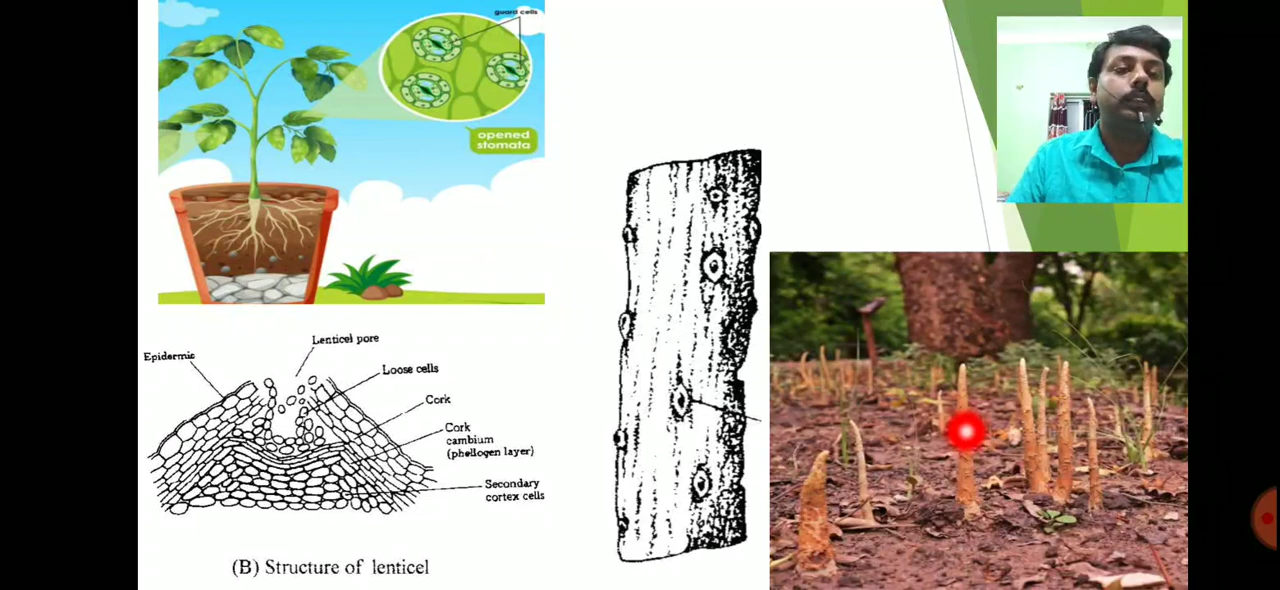 guard cells
opened
stomata
Lenticel pore
Epidermic
Loose cells
Cork
Cork
cambium
(phellogen layer)
Secondary
cortex cells
(B) Structure of lenticel